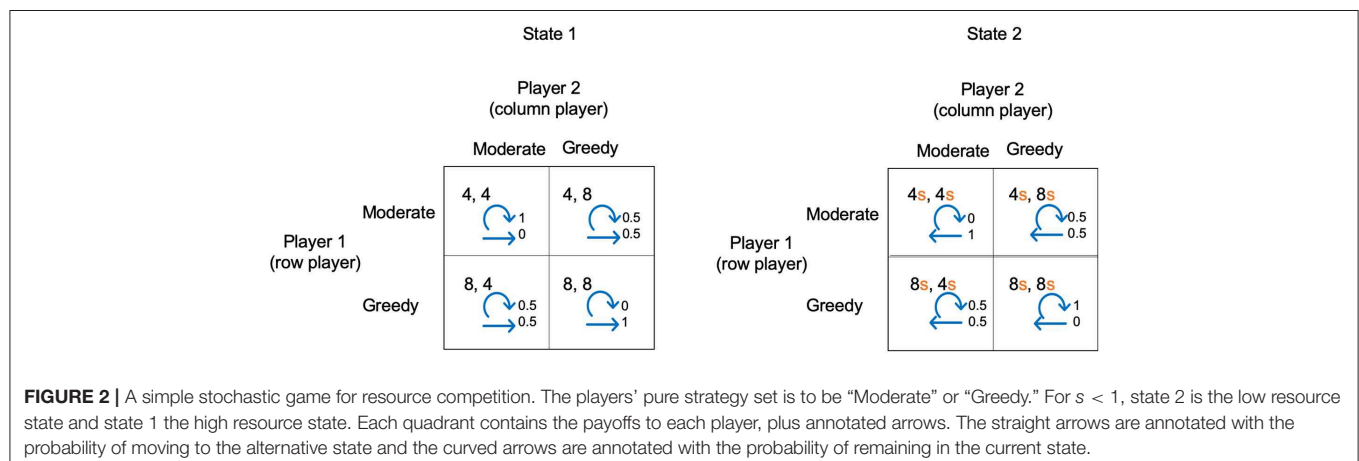 State 1
State 2
Player 2
(column player)
Player 2
(column player)
Moderate Greedy
Moderate Greedy
Player 1
(row player)
Moderate
Greedy
4, 4
1
0
4, 8
0.5
0.5
8, 4
0.5
0.5
8, 8
0
1
Player 1
(row player)
Moderate
Greedy
4s, 4s
0
1
4s, 8s
0.5
0.5
8s, 4s
0.5
0.5
8s, 8s
1
0
FIGURE 2 | A simple stochastic game for resource competition. The players' pure strategy set is to be “Moderate” or “Greedy.” For s < 1, state 2 is the low resource
state and state 1 the high resource state. Each quadrant contains the payoffs to each player, plus annotated arrows. The straight arrows are annotated with the
probability of moving to the alternative state and the curved arrows are annotated with the probability of remaining in the current state.